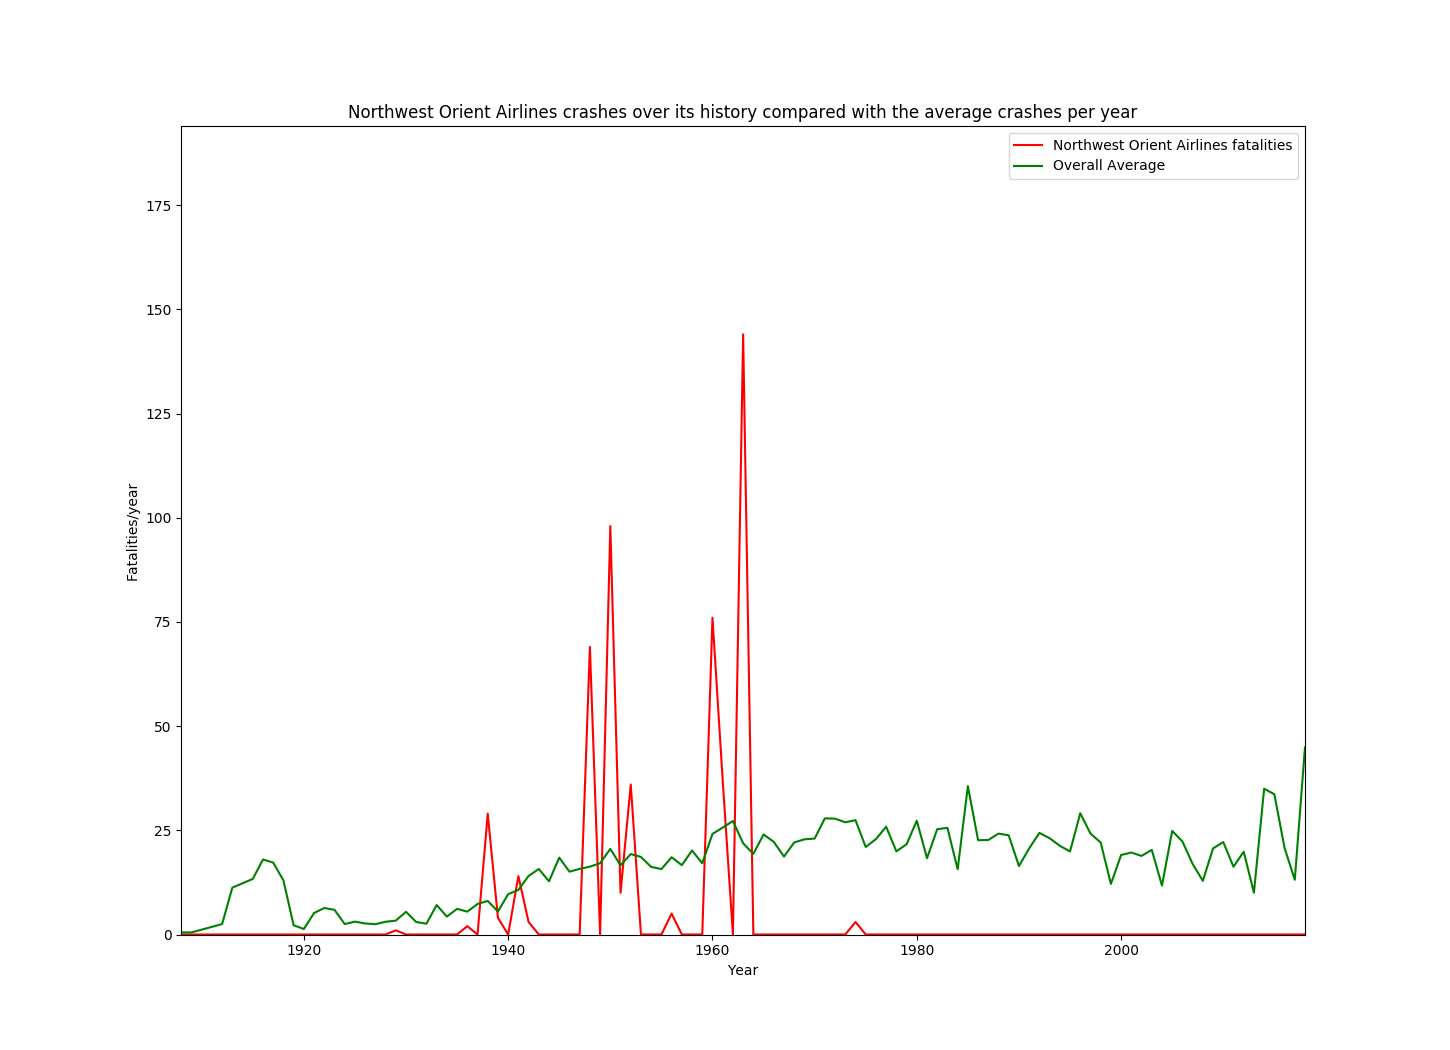 Northwest Orient Airlines crashes over its history compared with the average crashes per year
Northwest Orient Airlines fatalities
Overall Average
175
150
125
100
75
50
25
0
Fatalities/year
1920
1940
1960
1980
2000
Year